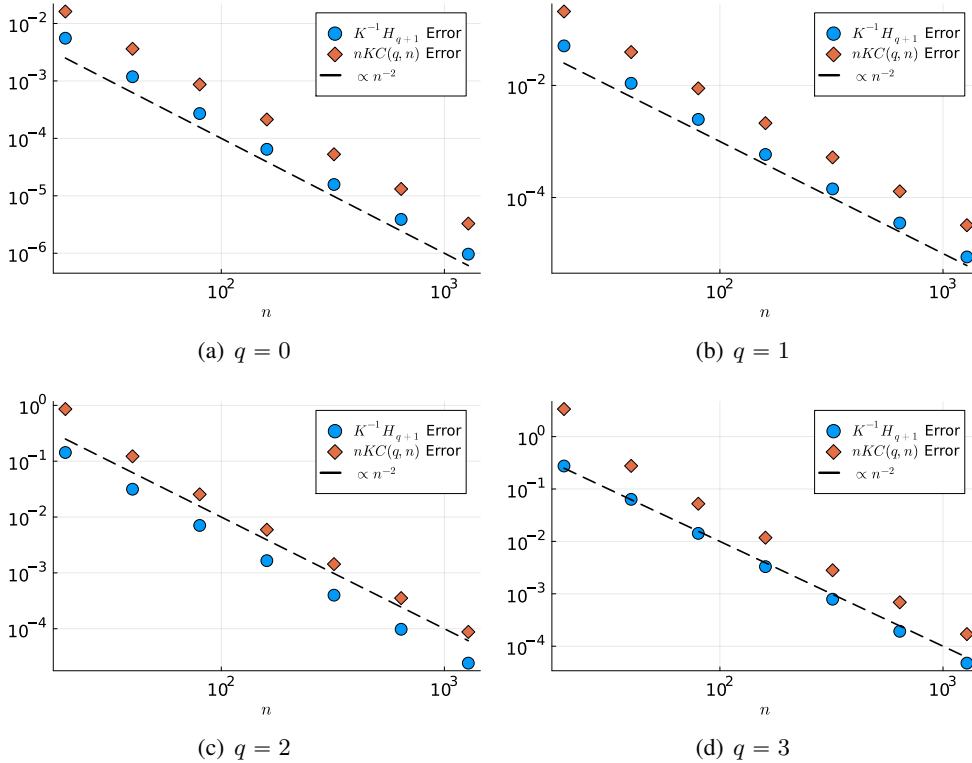 10^{-2}
10^{-3}
10^{-4}
10^{-5}
10^{-6}
10^{2}
10^{3}
n
K^{-1}H_{q+1} Error
nKC(q, n) Error
∝ n^{-2}
(a) q = 0
10^{-2}
10^{-4}
10^{2}
10^{3}
n
K^{-1}H_{q+1} Error
nKC(q, n) Error
∝ n^{-2}
(b) q = 1
10^{0}
10^{-1}
10^{-2}
10^{-3}
10^{-4}
10^{2}
10^{3}
n
K^{-1}H_{q+1} Error
nKC(q, n) Error
∝ n^{-2}
(c) q = 2
10^{0}
10^{-1}
10^{-2}
10^{-3}
10^{-4}
10^{2}
10^{3}
n
K^{-1}H_{q+1} Error
nKC(q, n) Error
∝ n^{-2}
(d) q = 3